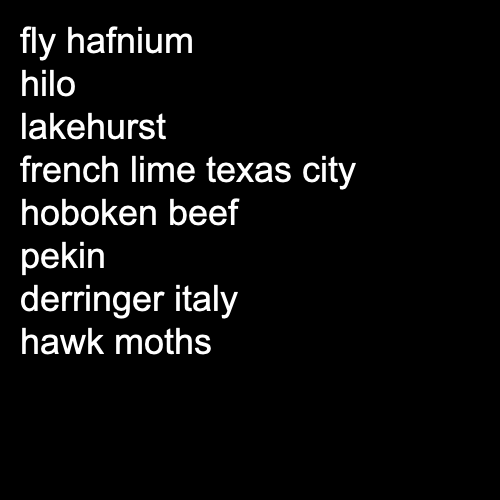 fly hafnium
hilo
lakehurst
french lime texas city
hoboken beef
pekin
derringer italy
hawk moths